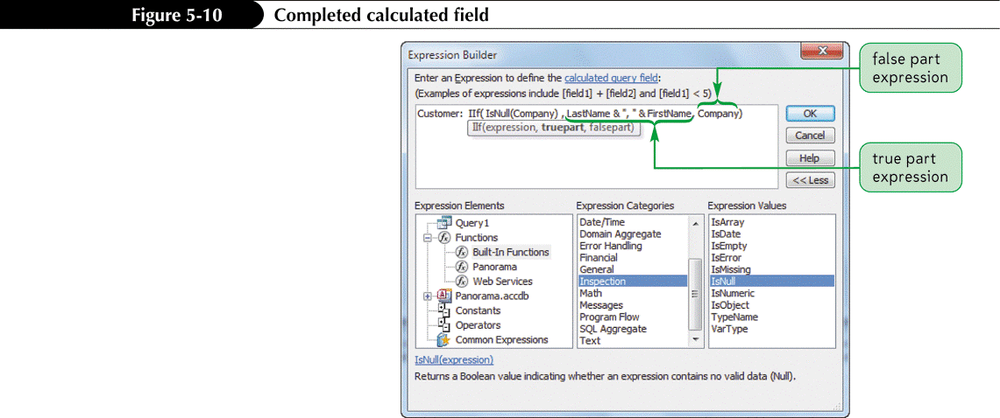 Figure 5-10 Completed calculated field
Expression Builder
Enter an Expression to define the calculated query field:
(Examples of expressions include [field1] + [field2] and [field1] < 5)
Customer: IIf( IsNull(Company) , LastName & ", " & FirstName, Company)
IIf(expression, truepart, falsepart)
OK
Cancel
Help
<< Less
false part
expression
true part
expression
Expression Elements
Query1
Functions
Built-In Functions
Panorama
Web Services
Panorama.accdb
Constants
Operators
Common Expressions
Expression Categories
Date/Time
Domain Aggregate
Error Handling
Financial
General
Inspection
Math
Messages
Program Flow
SQL Aggregate
Text
Expression Values
IsArray
IsDate
IsEmpty
IsError
IsMissing
IsNull
IsNumeric
IsObject
TypeName
VarType
IsNull(expression)
Returns a Boolean value indicating whether an expression contains no valid data (Null).